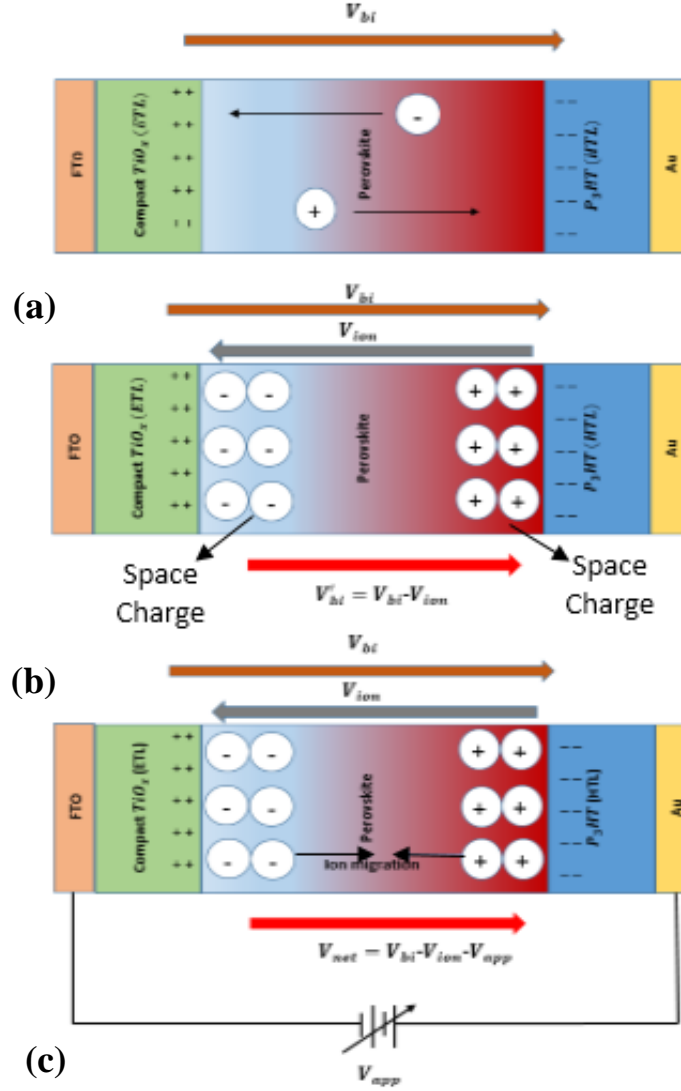 V_bi
++
++
++
++
- -
FTO
Compact TiO_x (ETL)
-
+
Perovskite
P_3HT (HTL)
Au
-- 
--
--
--
--
(a)
V_bi
V_ion
++
++
++
++
++
FTO
Compact TiO_x (ETL)
- -
- -
- -
Perovskite
+ +
+ +
+ +
P_3HT (HTL)
Au
--
--
--
--
--
Space
Charge
V'_bi = V_bi-V_ion
Space
Charge
(b)
V_bi
V_ion
++
++
++
++
++
FTO
Compact TiO_x (ETL)
- -
- -
- -
Perovskite
Ion migration
+ +
+ +
+ +
P_3HT (HTL)
Au
--
--
--
--
--
V_net = V_bi-V_ion-V_app
V_app
(c)